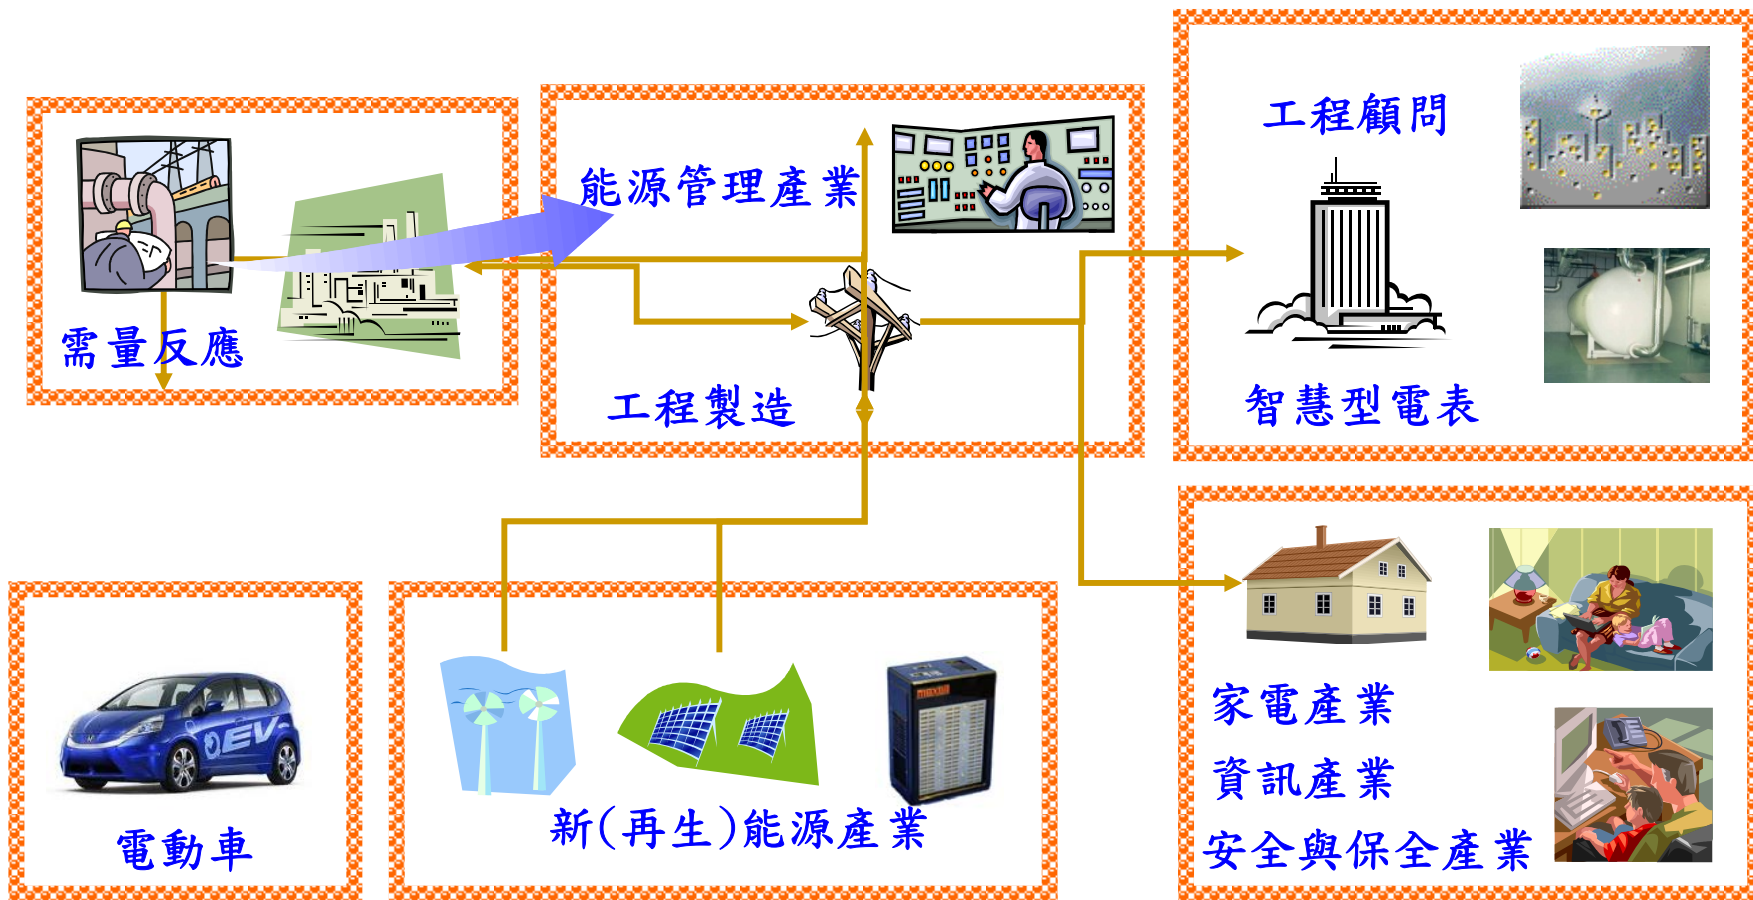 工程顧問
能源管理產業
需量反應
工程製造
智慧型電表
家電產業
資訊產業
安全與保全產業
EV
新(再生)能源產業
電動車